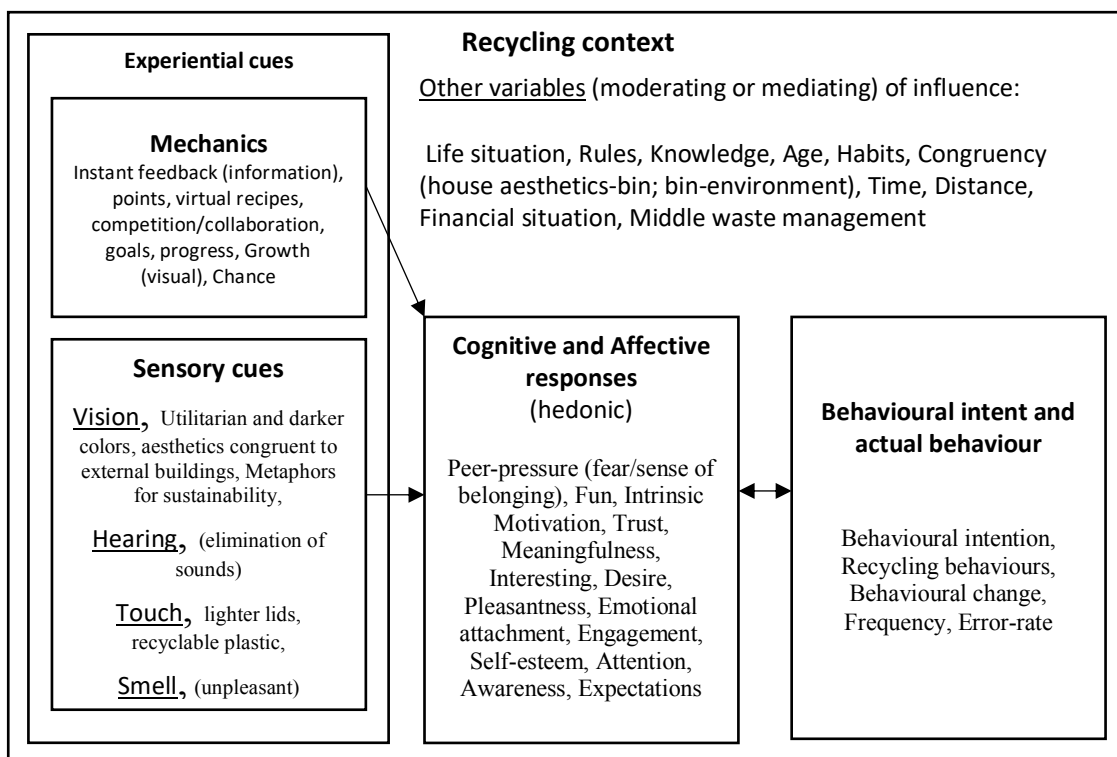 Recycling context
Other variables (moderating or mediating) of influence:
Life situation, Rules, Knowledge, Age, Habits, Congruency
(house aesthetics-bin; bin-environment), Time, Distance,
Financial situation, Middle waste management
Experiential cues
Mechanics
Instant feedback (information),
points, virtual recipes,
competition/collaboration,
goals, progress, Growth
(visual), Chance
Sensory cues
Vision, Utilitarian and darker
colors, aesthetics congruent to
external buildings, Metaphors
for sustainability,
Hearing, (elimination of
sounds)
Touch, lighter lids,
recyclable plastic,
Smell, (unpleasant)
Cognitive and Affective
responses
(hedonic)
Peer-pressure (fear/sense of
belonging), Fun, Intrinsic
Motivation, Trust,
Meaningfulness,
Interesting, Desire,
Pleasantness, Emotional
attachment, Engagement,
Self-esteem, Attention,
Awareness, Expectations
Behavioural intent and
actual behaviour
Behavioural intention,
Recycling behaviours,
Behavioural change,
Frequency, Error-rate